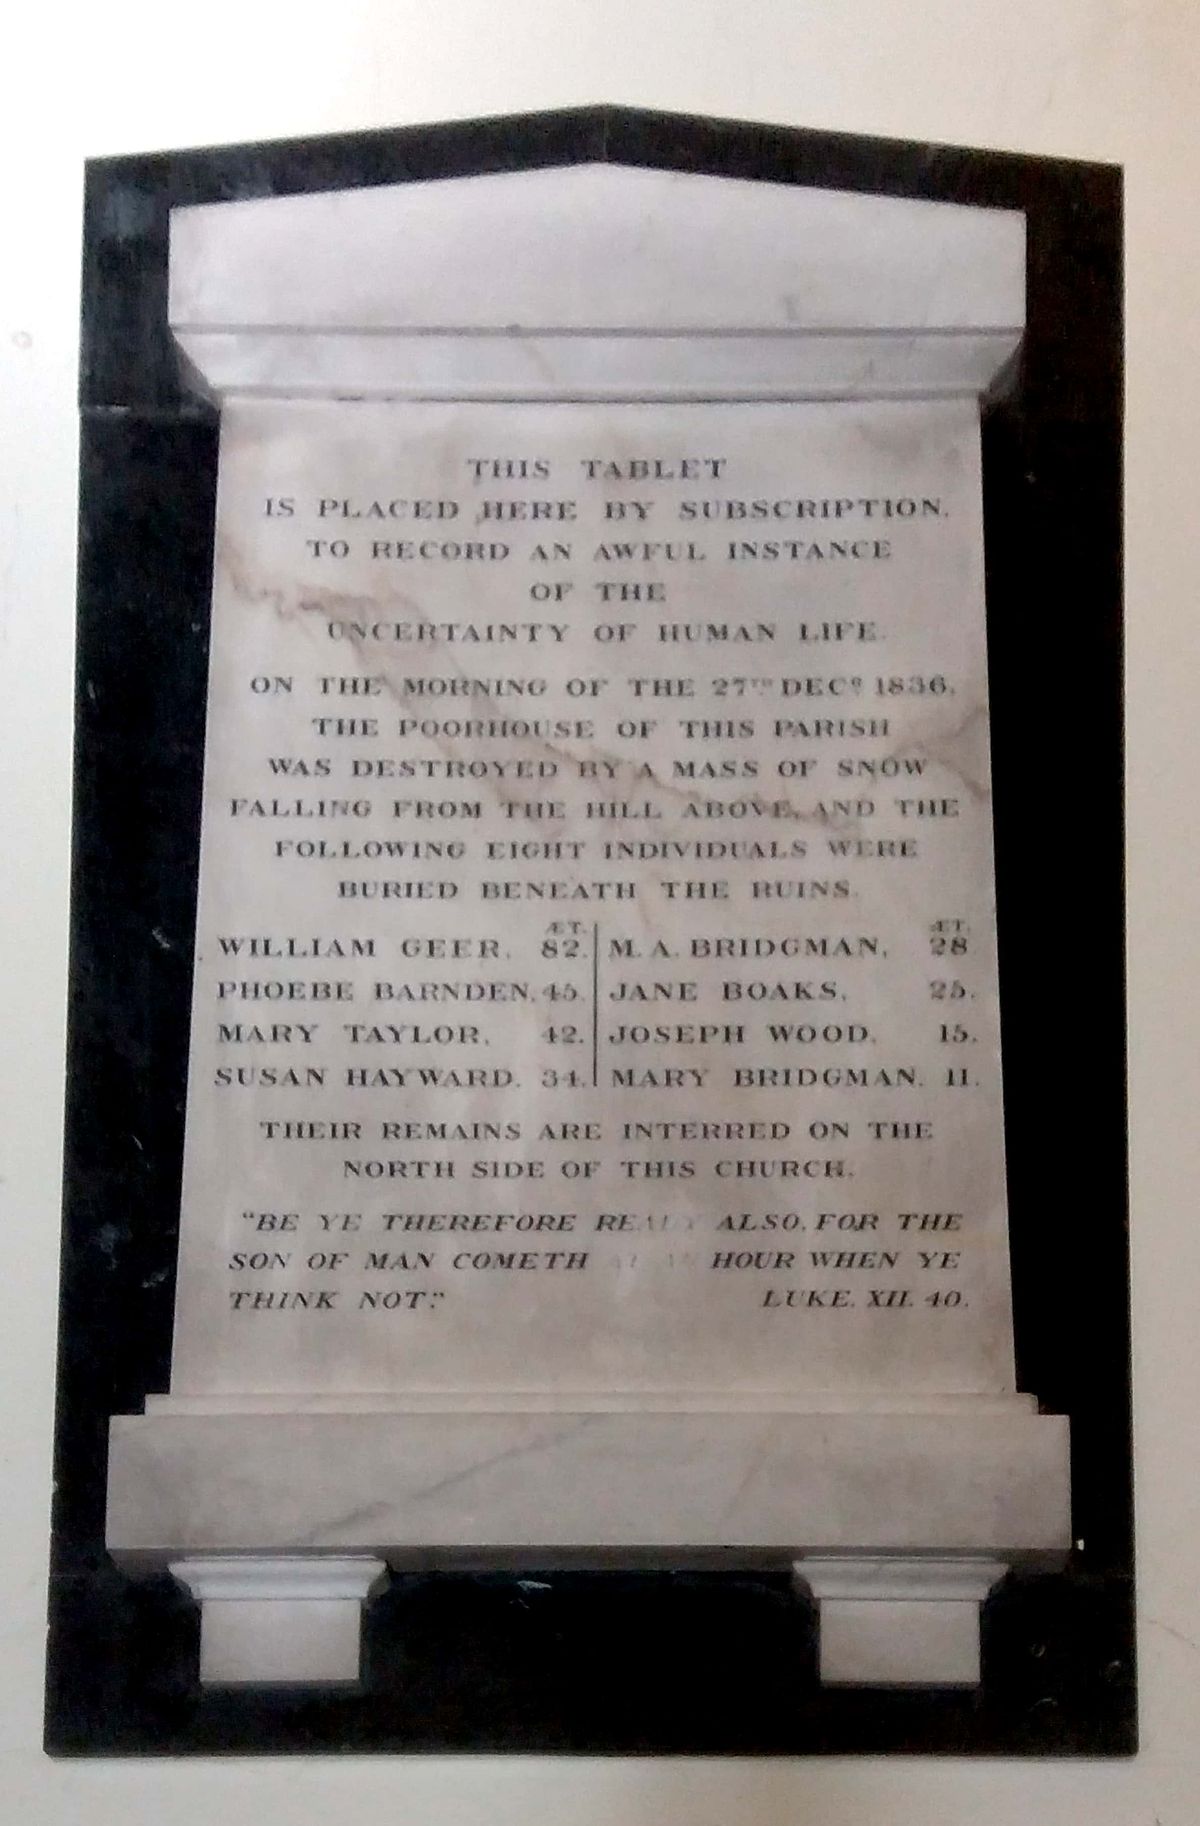 THIS TABLET
IS PLACED HERE BY SUBSCRIPTION,
TO RECORD AN AWFUL INSTANCE
OF THE
UNCERTAINTY OF HUMAN LIFE.
ON THE MORNING OF THE 27TH DECR 1836,
THE POORHOUSE OF THIS PARISH
WAS DESTROYED BY A MASS OF SNOW
FALLING FROM THE HILL ABOVE, AND THE
FOLLOWING EIGHT INDIVIDUALS WERE
BURIED BENEATH THE RUINS.
ÆT. ÆT.
WILLIAM GEER, 82. M. A. BRIDGMAN, 28
PHOEBE BARNDEN, 45. JANE BOAKS, 25.
MARY TAYLOR, 42. JOSEPH WOOD, 15.
SUSAN HAYWARD, 34. MARY BRIDGMAN, 11.
THEIR REMAINS ARE INTERRED ON THE
NORTH SIDE OF THIS CHURCH.
"BE YE THEREFORE READY ALSO, FOR THE
SON OF MAN COMETH AT AN HOUR WHEN YE
THINK NOT." LUKE. XII. 40.